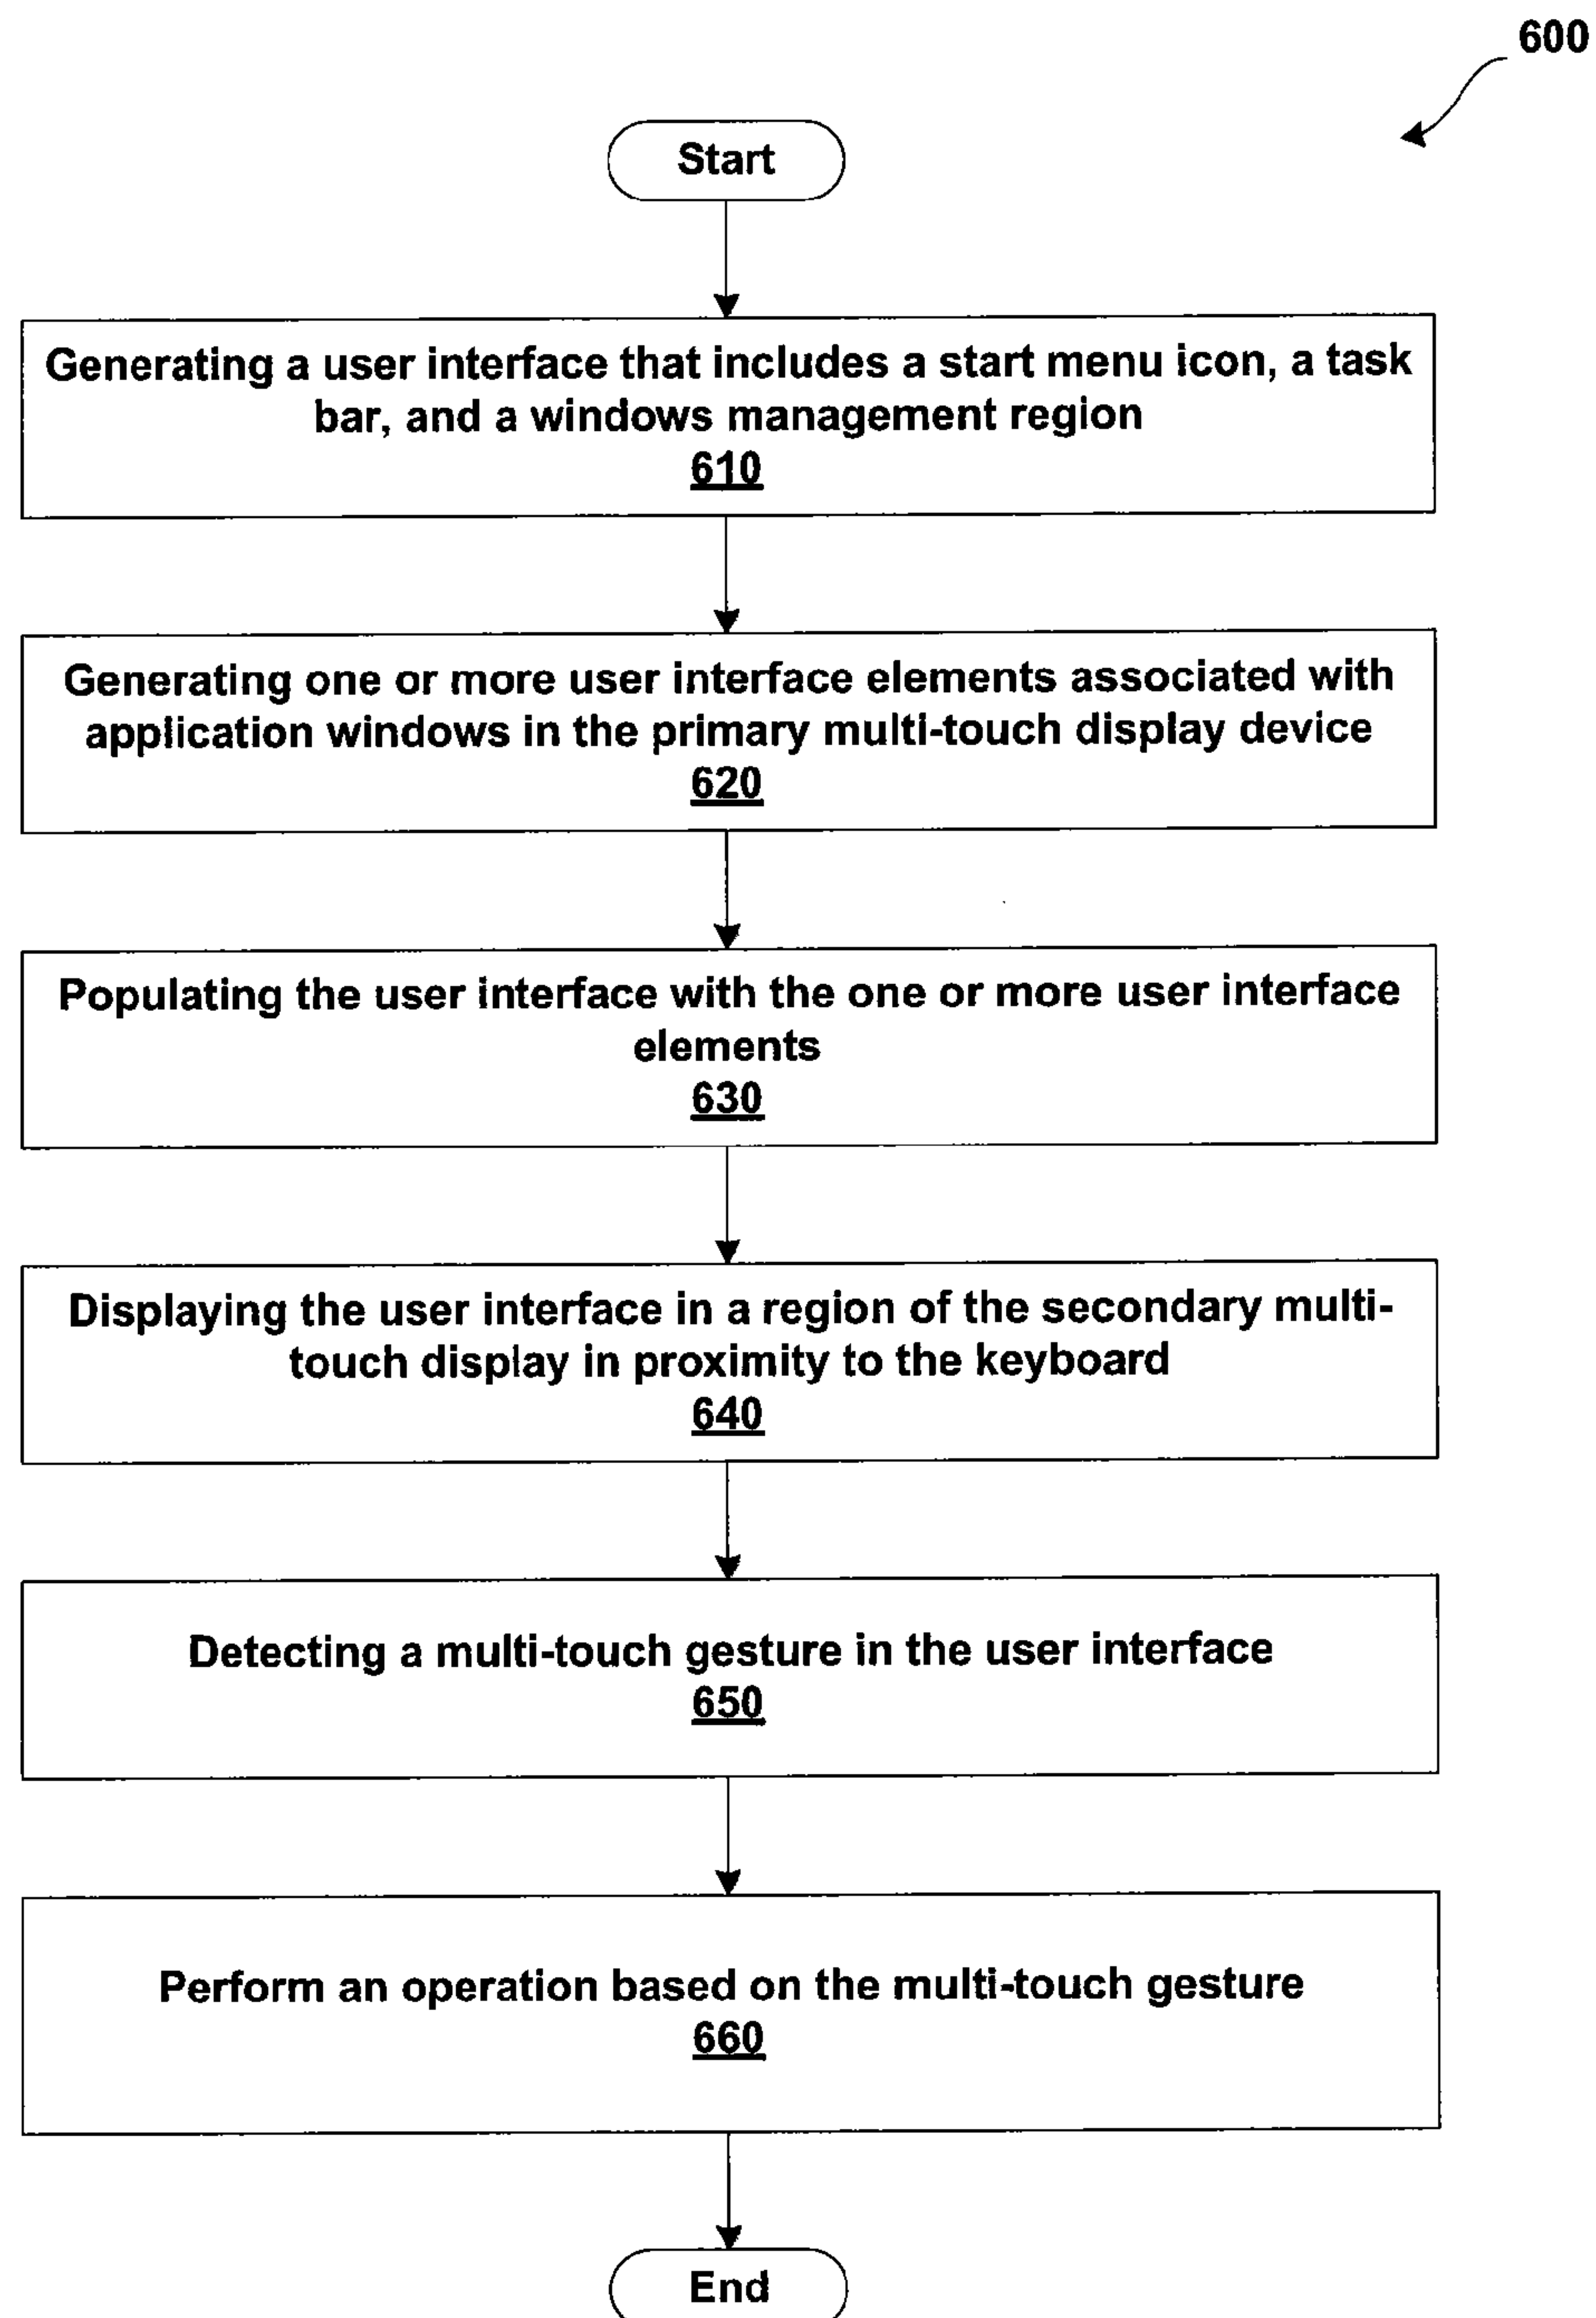 600
Start
Generating a user interface that includes a start menu icon, a task
bar, and a windows management region
610
Generating one or more user interface elements associated with
application windows in the primary multi-touch display device
620
Populating the user interface with the one or more user interface
elements
630
Displaying the user interface in a region of the secondary multi-
touch display in proximity to the keyboard
640
Detecting a multi-touch gesture in the user interface
650
Perform an operation based on the multi-touch gesture
660
End